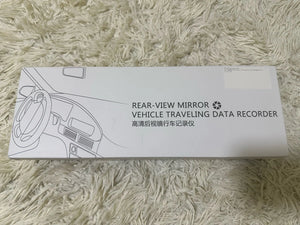 REAR-VIEW MIRROR
VEHICLE TRAVELING DATA RECORDER
高清后视镜行车记录仪